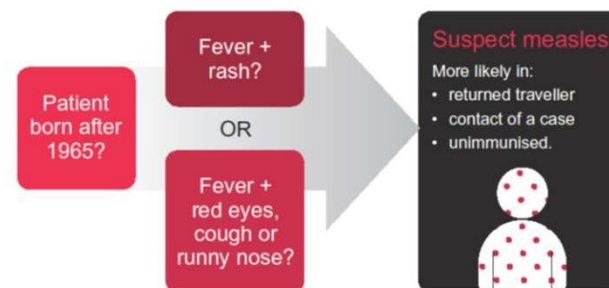 Patient
born after
1965?
Fever +
rash?
OR
Fever +
red eyes,
cough or
runny nose?
Suspect measles
More likely in:
• returned traveller
• contact of a case
• unimmunised.